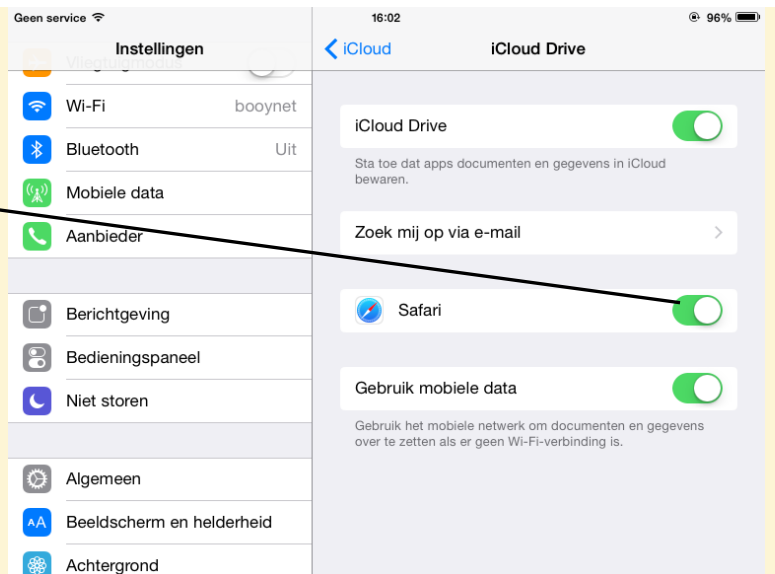 Geen service 16:02 96%
Instellingen
iCloud iCloud Drive
Vliegtuigmodus
Wi-Fi booynet
Bluetooth Uit
Mobiele data
Aanbieder
Berichtgeving
Bedieningspaneel
Niet storen
Algemeen
AA Beeldscherm en helderheid
Achtergrond
iCloud Drive
Sta toe dat apps documenten en gegevens in iCloud
bewaren.
Zoek mij op via e-mail
Safari
Gebruik mobiele data
Gebruik het mobiele netwerk om documenten en gegevens
over te zetten als er geen Wi-Fi-verbinding is.